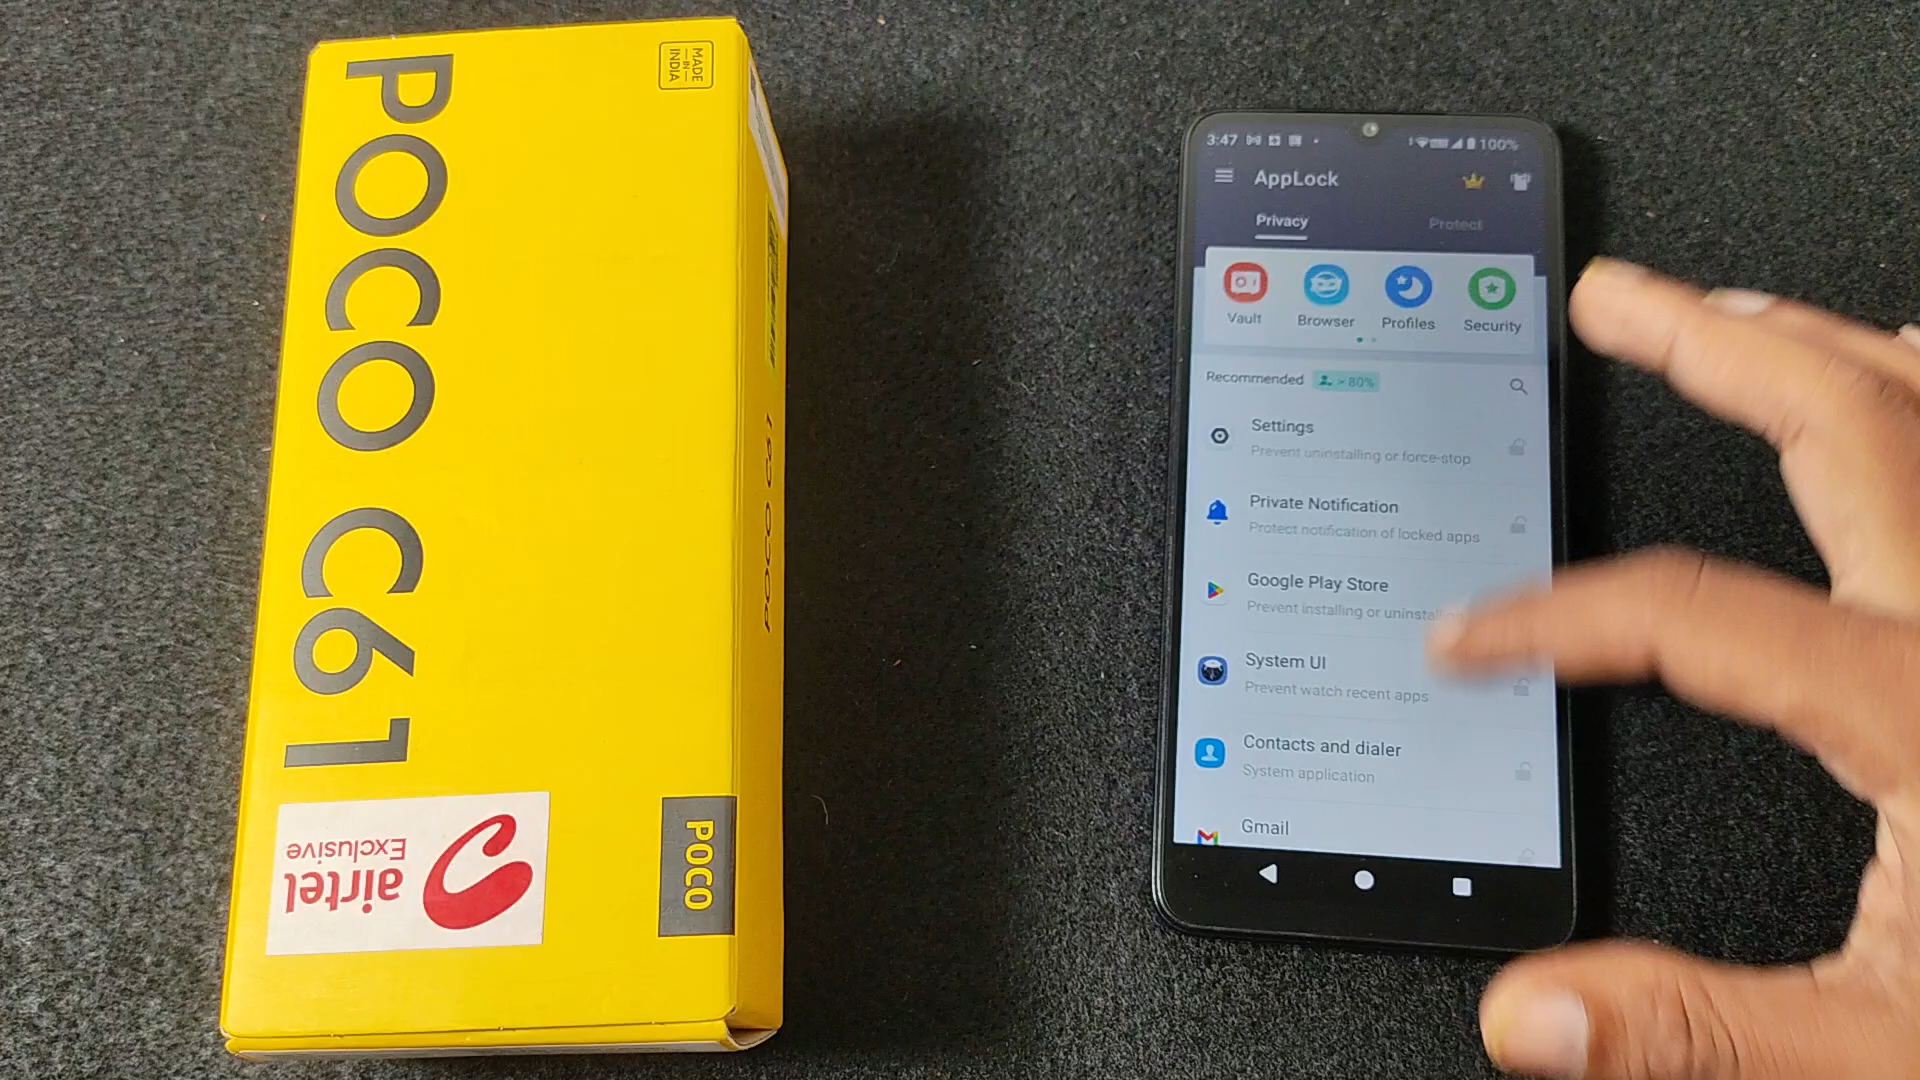 POCO C61
MADE
IN
INDIA
POCO C61
airtel
Exclusive
POCO
3:47
100%
AppLock
Privacy
Protect
Vault
Browser
Profiles
Security
Recommended
> 80%
Settings
Prevent uninstalling or force-stop
Private Notification
Protect notification of locked apps
Google Play Store
Prevent installing or uninstalling
System UI
Prevent watch recent apps
Contacts and dialer
System application
Gmail